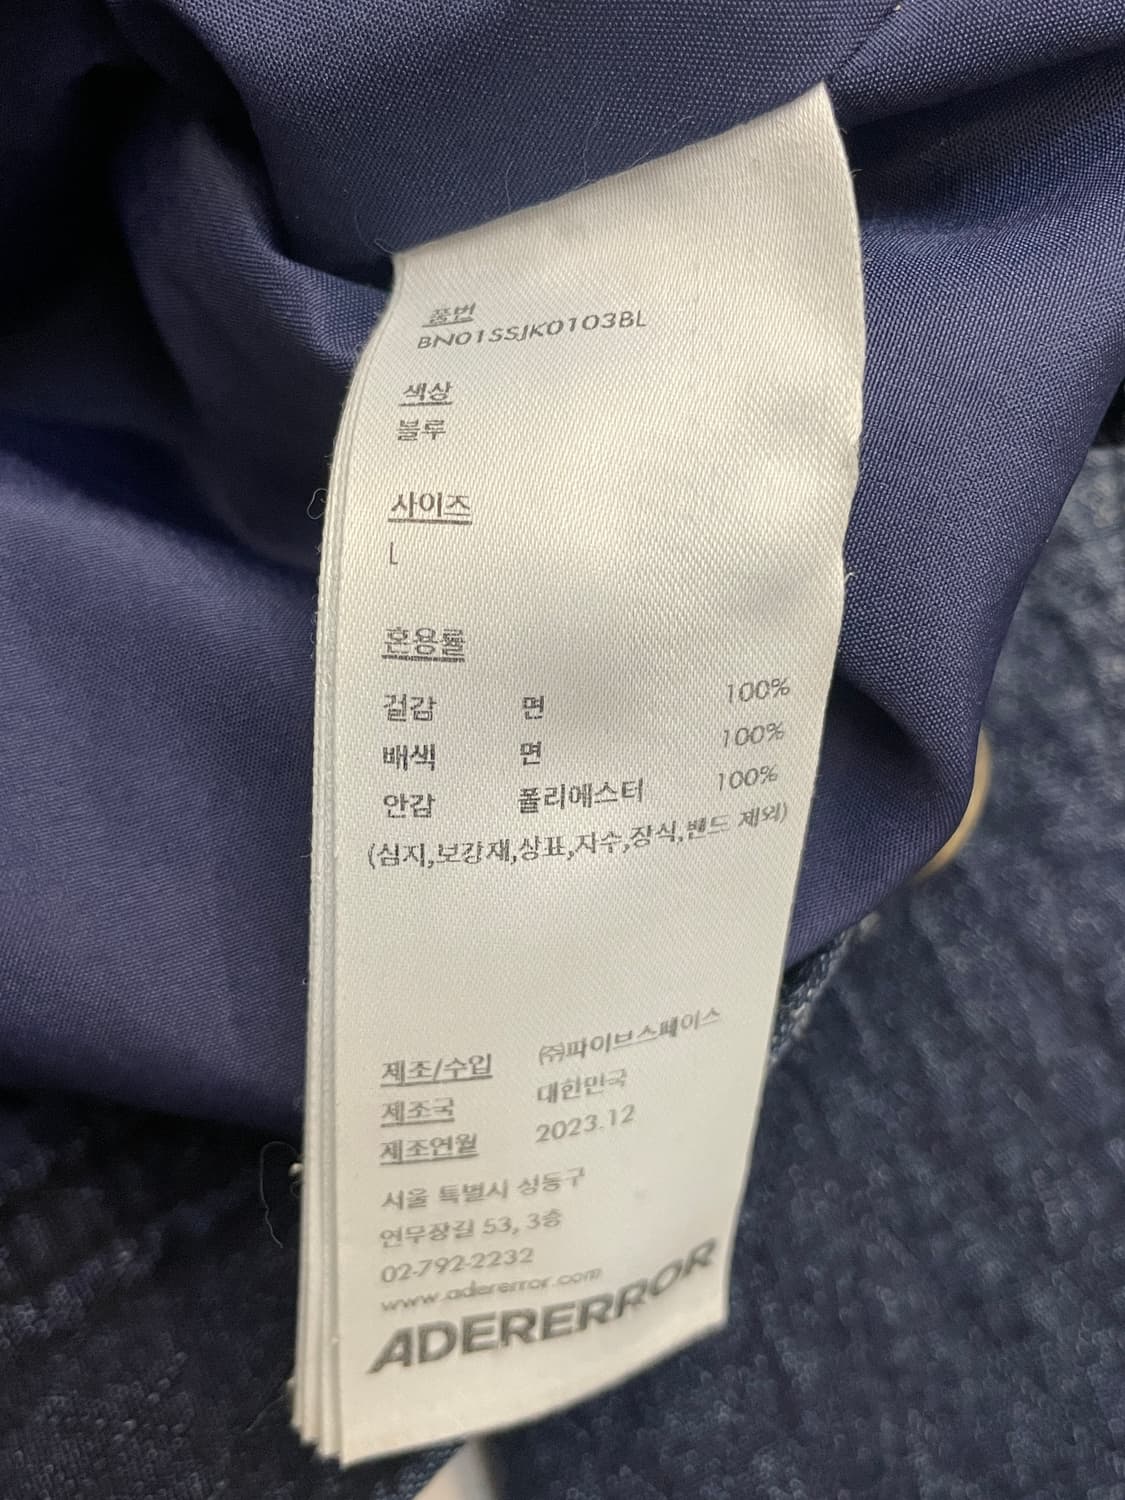 품번
BN01SSJK0103BL
색상
블루
사이즈
L
혼용률
겉감 면 100%
배색 면 100%
안감 폴리에스터 100%
(심지,보강재,상표,자수,장식,밴드 제외)
제조/수입 ㈜파이브스페이스
제조국 대한민국
제조연월 2023.12
서울 특별시 성동구
연무장길 53, 3층
02-792-2232
www.adererror.com
ADERERROR